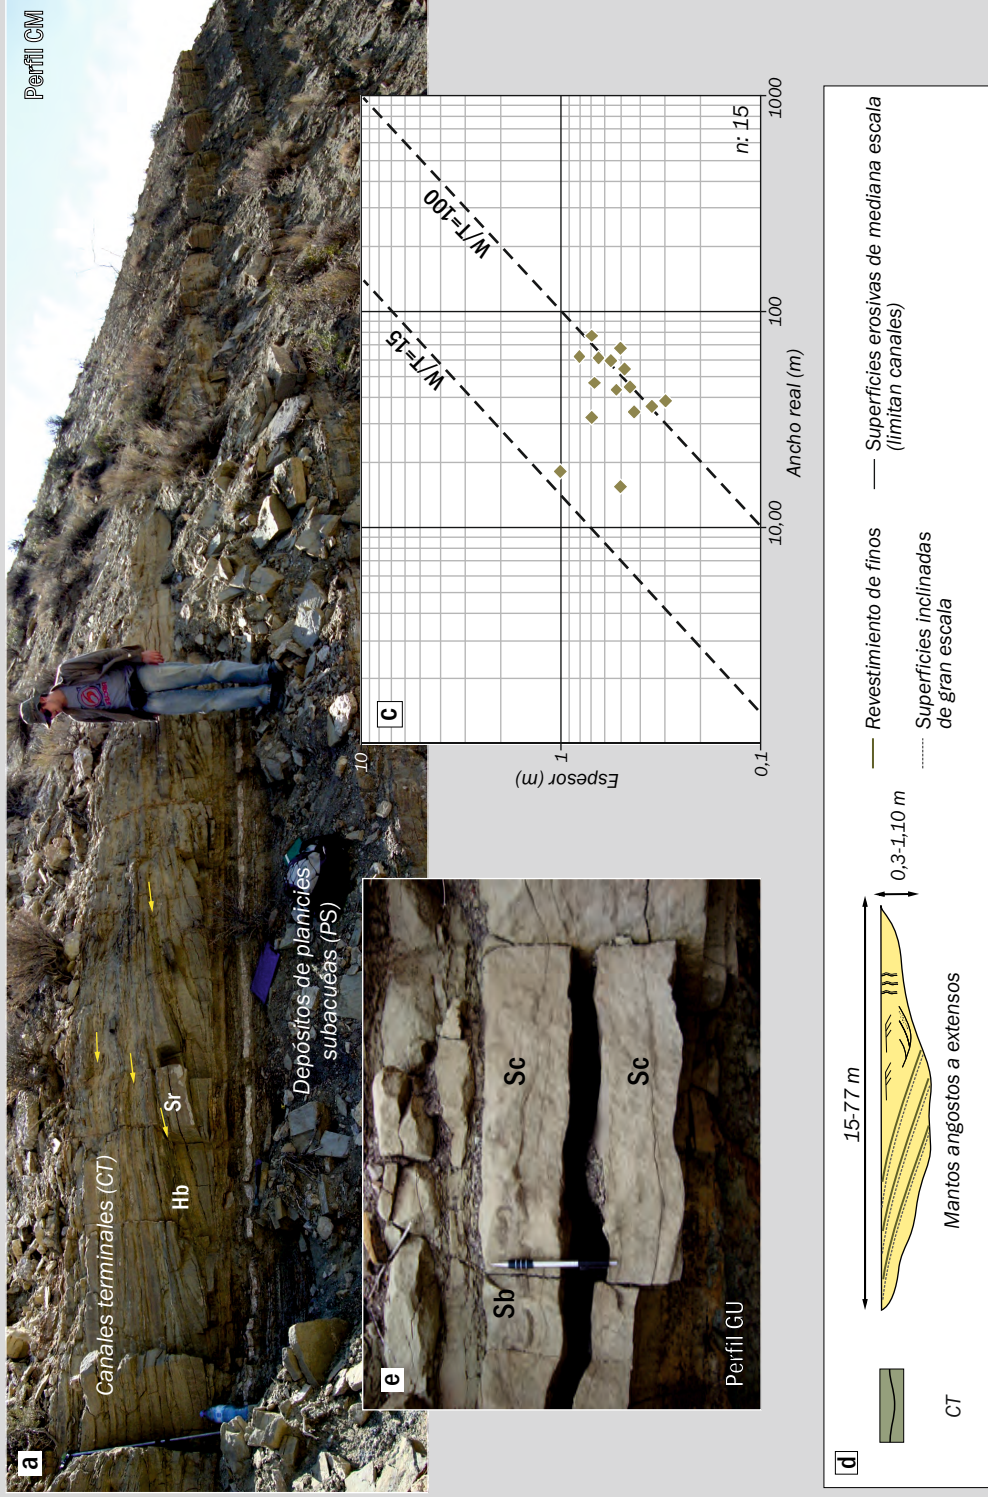 a
Perfil CM
Canales terminales (CT)
Hb
Sr
Depósitos de planicies
subacuéas (PS)
e
Sb
Sc
Sc
Perfil GU
c
10
1
0,1
Espesor (m)
W/T=15
W/T=100
n: 15
10,00
100
1000
Ancho real (m)
d
CT
15-77 m
0,3-1,10 m
Mantos angostos a extensos
Revestimiento de finos
Superficies inclinadas
de gran escala
Superficies erosivas de mediana escala
(limitan canales)